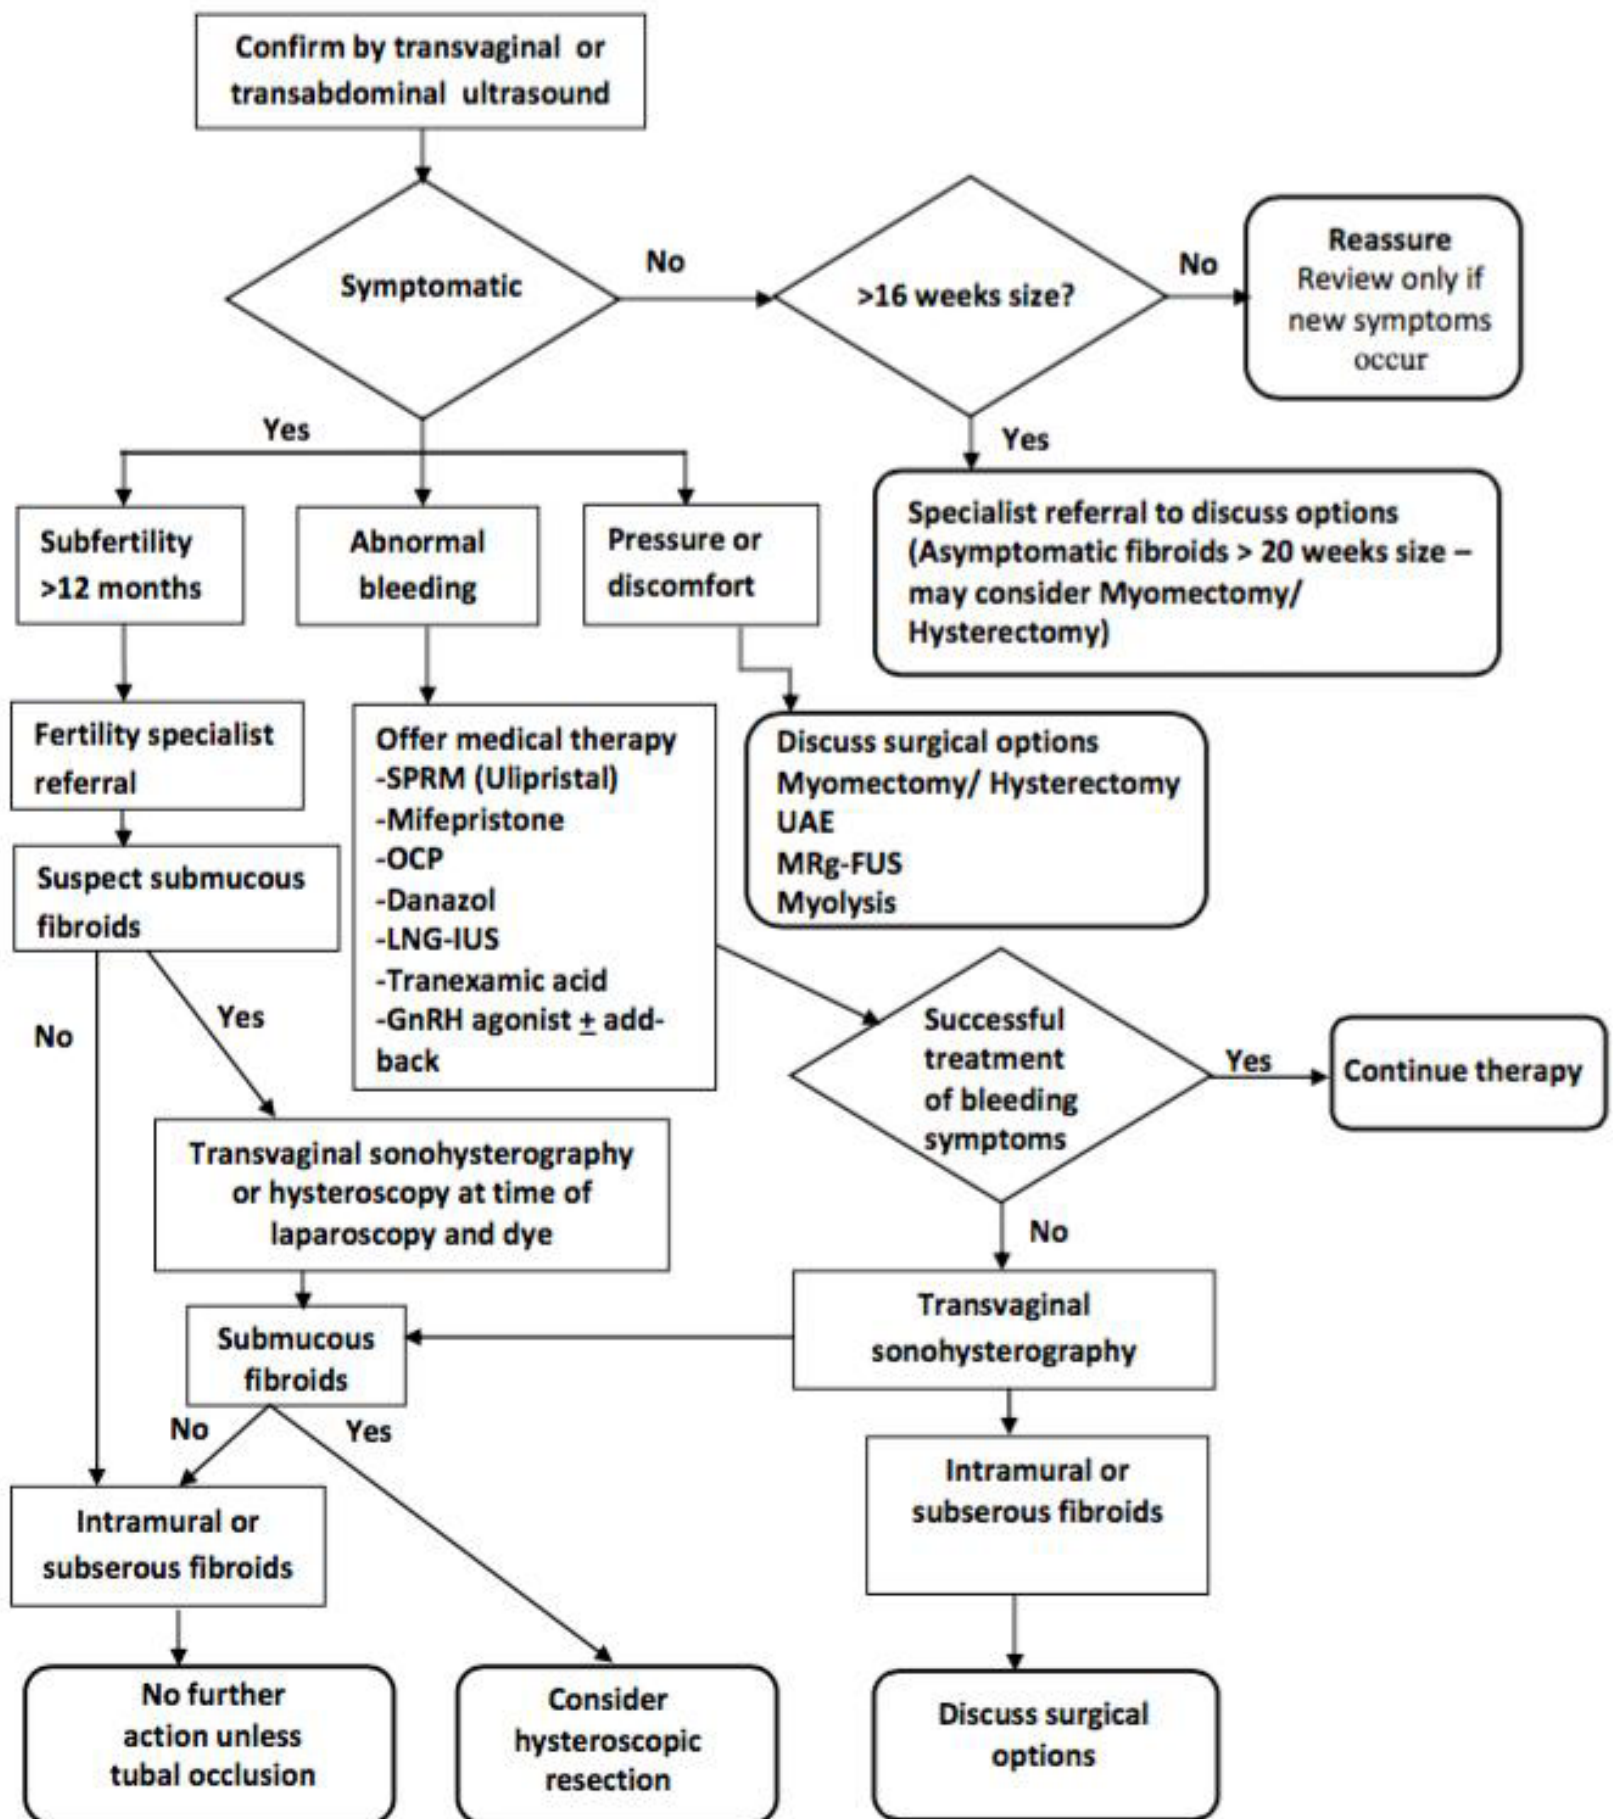 Confirm by transvaginal or
transabdominal ultrasound
Symptomatic
No
>16 weeks size?
No
Reassure
Review only if
new symptoms
occur
Yes
Yes
Subfertility
>12 months
Abnormal
bleeding
Pressure or
discomfort
Specialist referral to discuss options
(Asymptomatic fibroids > 20 weeks size –
may consider Myomectomy/
Hysterectomy)
Fertility specialist
referral
Offer medical therapy
-SPRM (Ulipristal)
-Mifepristone
-OCP
-Danazol
-LNG-IUS
-Tranexamic acid
-GnRH agonist ± add-
back
Discuss surgical options
Myomectomy/ Hysterectomy
UAE
MRg-FUS
Myolysis
Suspect submucous
fibroids
No
Yes
Successful
treatment
of bleeding
symptoms
Yes
Continue therapy
Transvaginal sonohysterography
or hysteroscopy at time of
laparoscopy and dye
No
Submucous
fibroids
Transvaginal
sonohysterography
No
Yes
Intramural or
subserous fibroids
Intramural or
subserous fibroids
No further
action unless
tubal occlusion
Consider
hysteroscopic
resection
Discuss surgical
options